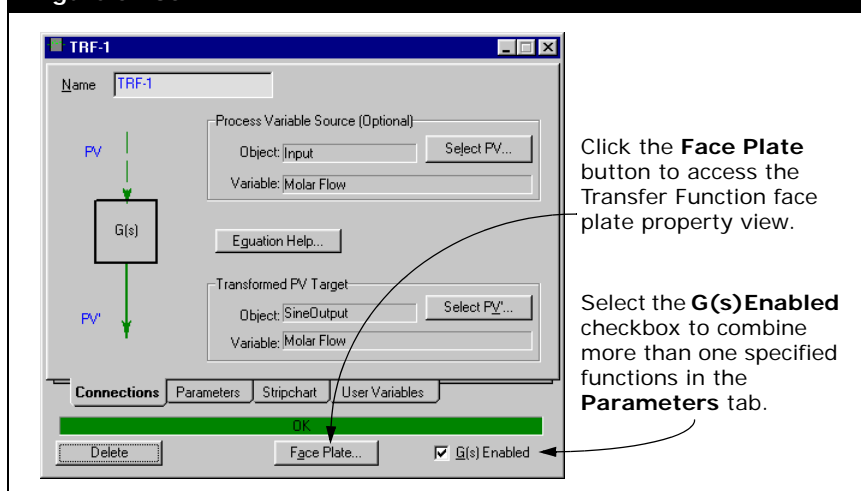 TRF-1
Name TRF-1
Process Variable Source (Optional)
PV
Object: Input
Select PV...
Variable: Molar Flow
G(s)
Equation Help...
Transformed PV Target
PV'
Object: SineOutput
Select PV'...
Variable: Molar Flow
Connections Parameters Stripchart User Variables
OK
Delete
Face Plate...
G(s) Enabled
Click the Face Plate
button to access the
Transfer Function face
plate property view.
Select the G(s)Enabled
checkbox to combine
more than one specified
functions in the
Parameters tab.